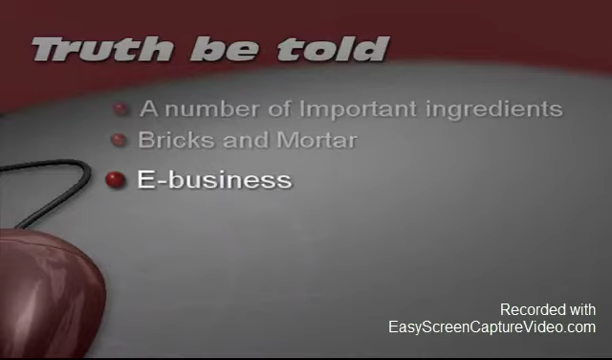 Truth be told
A number of Important ingredients
Bricks and Mortar
E-business
Recorded with
EasyScreenCaptureVideo.com